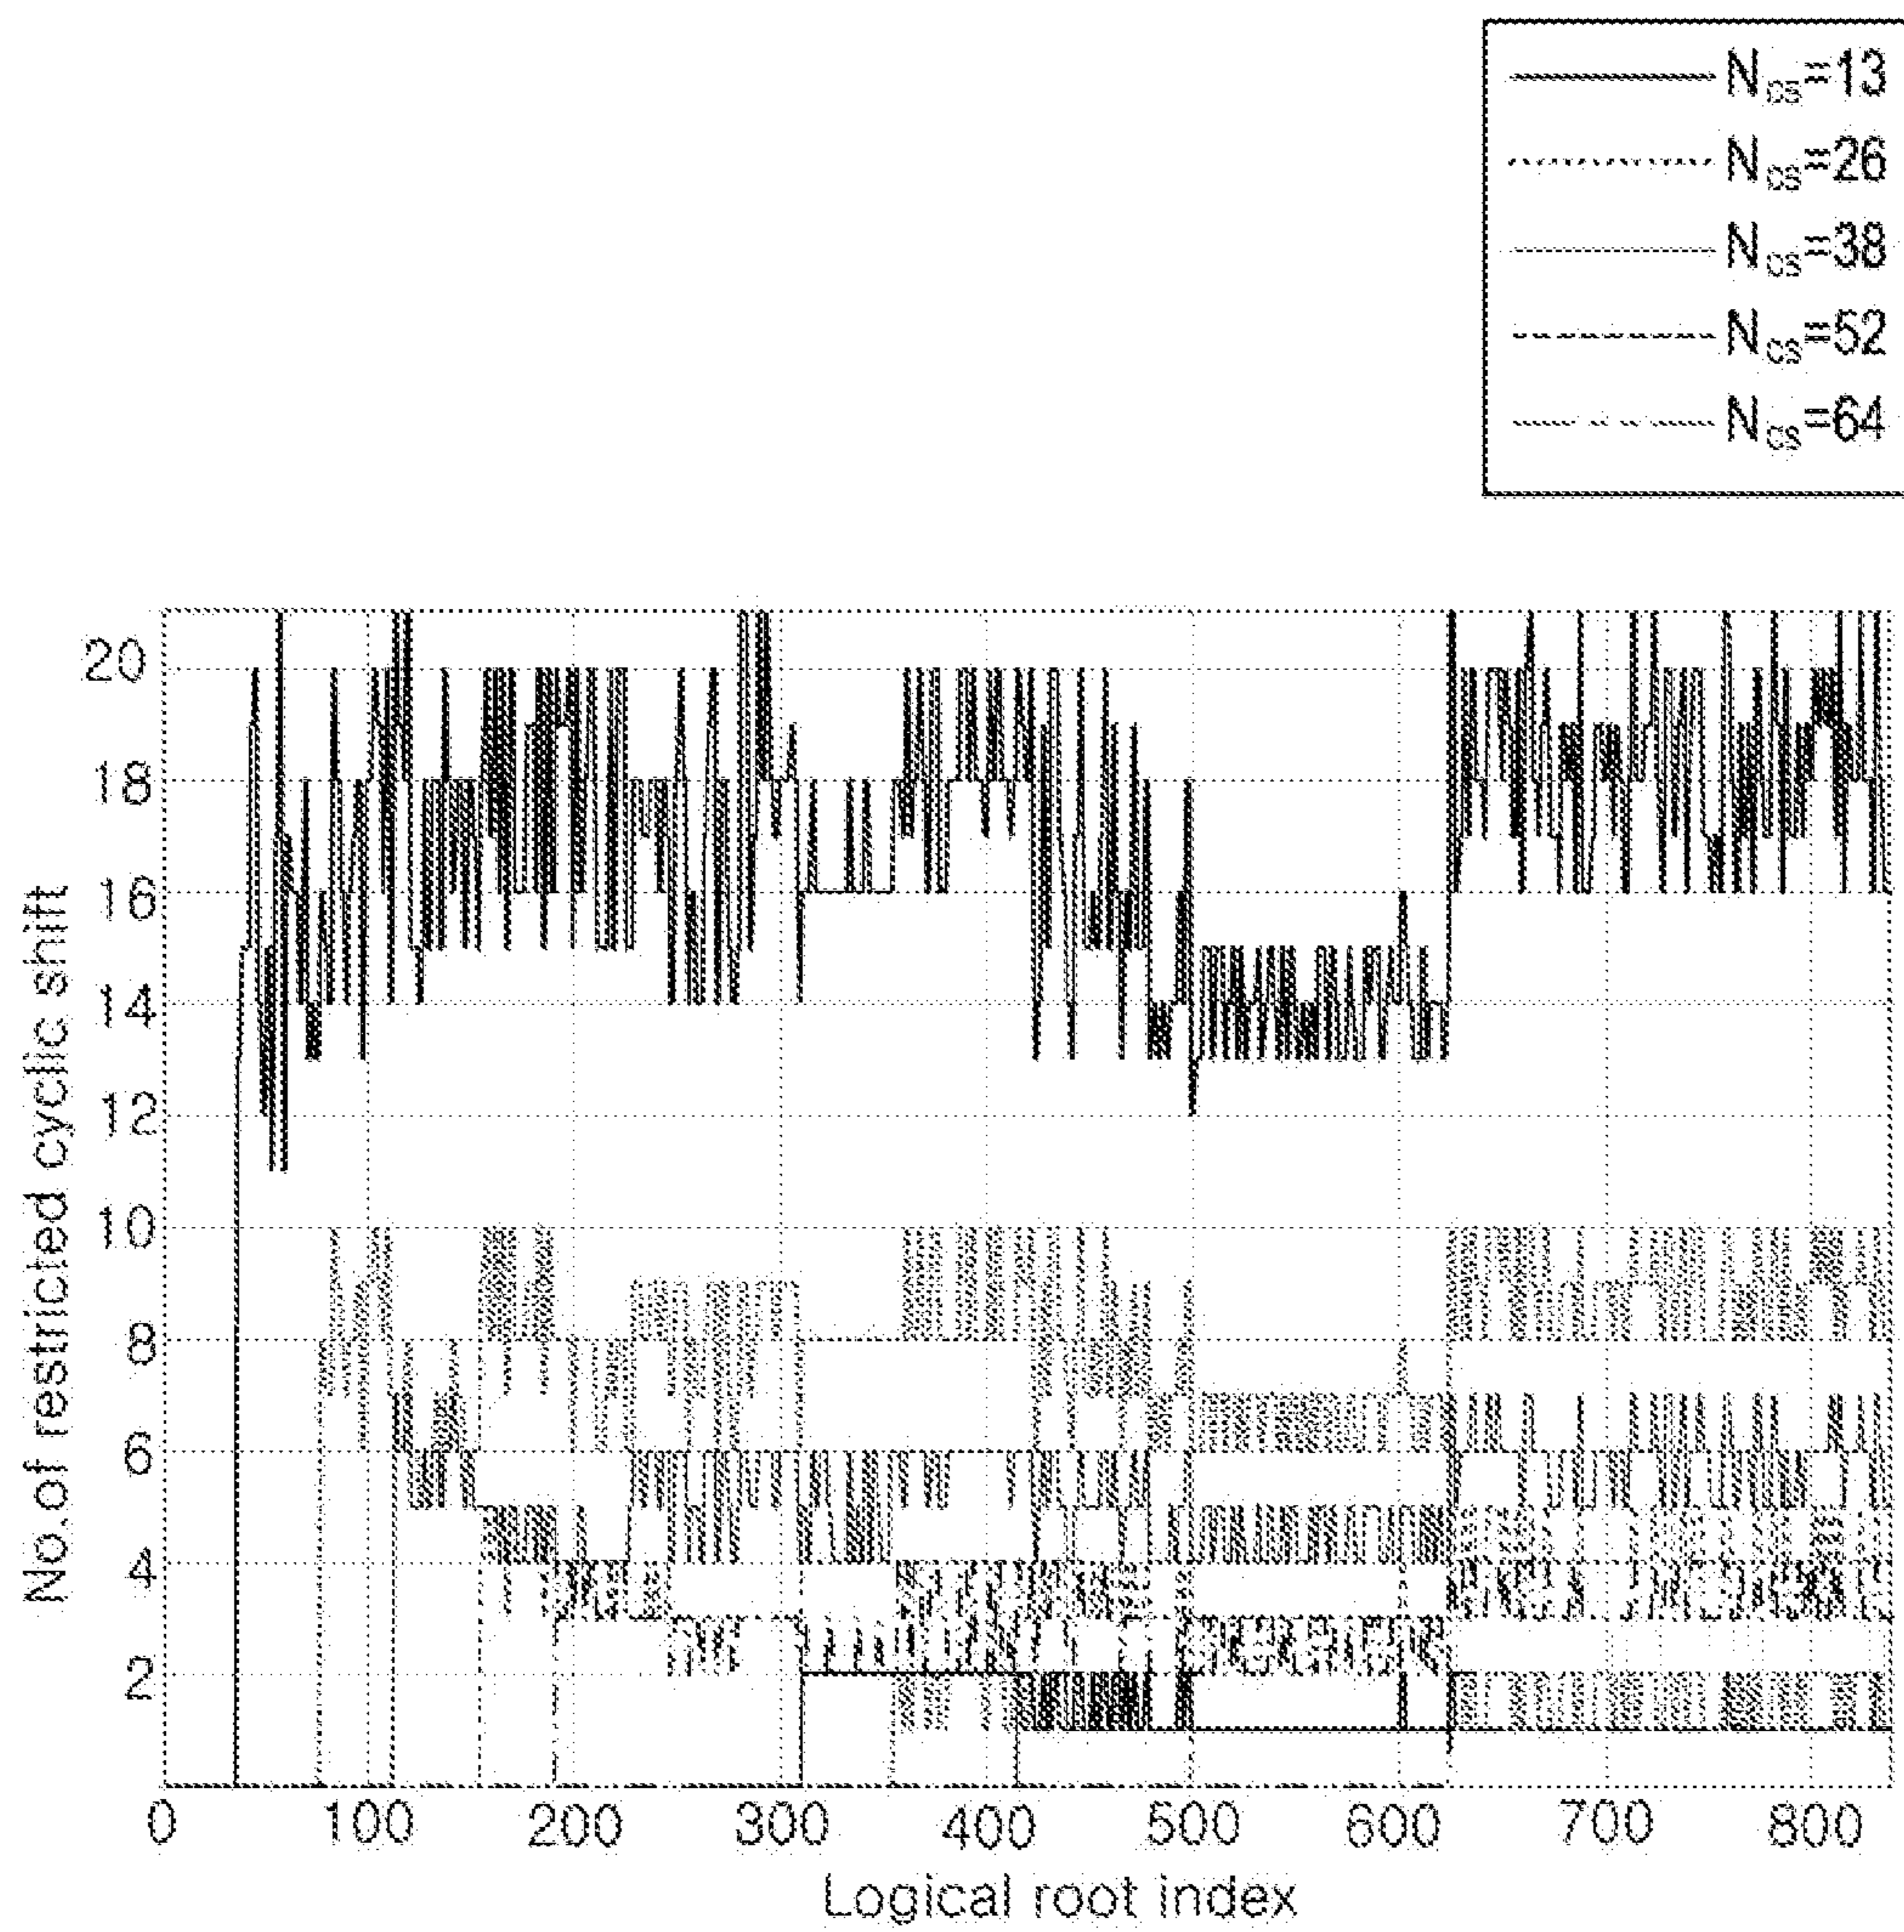 N_cs=13
N_cs=26
N_cs=38
N_cs=52
N_cs=64
No.of restricted cyclic shift
20
18
16
14
12
10
8
6
4
2
0 100 200 300 400 500 600 700 800
Logical root index